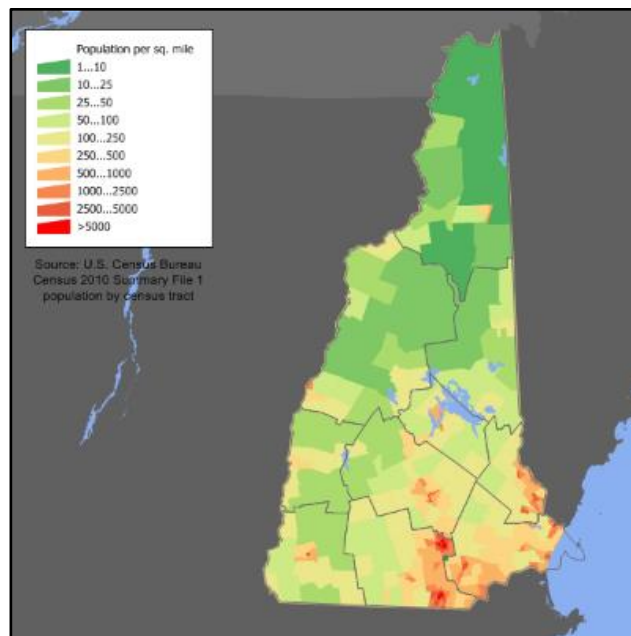 Population per sq. mile
1...10
10...25
25...50
50...100
100...250
250...500
500...1000
1000...2500
2500...5000
>5000
Source: U.S. Census Bureau
Census 2010 Summary File 1
population by census tract